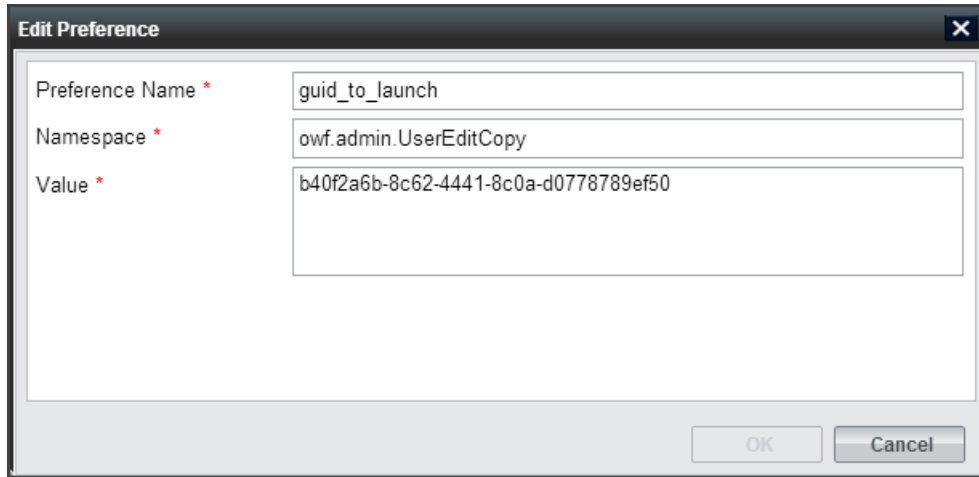 Edit Preference
Preference Name * guid_to_launch
Namespace * owf.admin.UserEditCopy
Value * b40f2a6b-8c62-4441-8c0a-d0778789ef50
OK Cancel